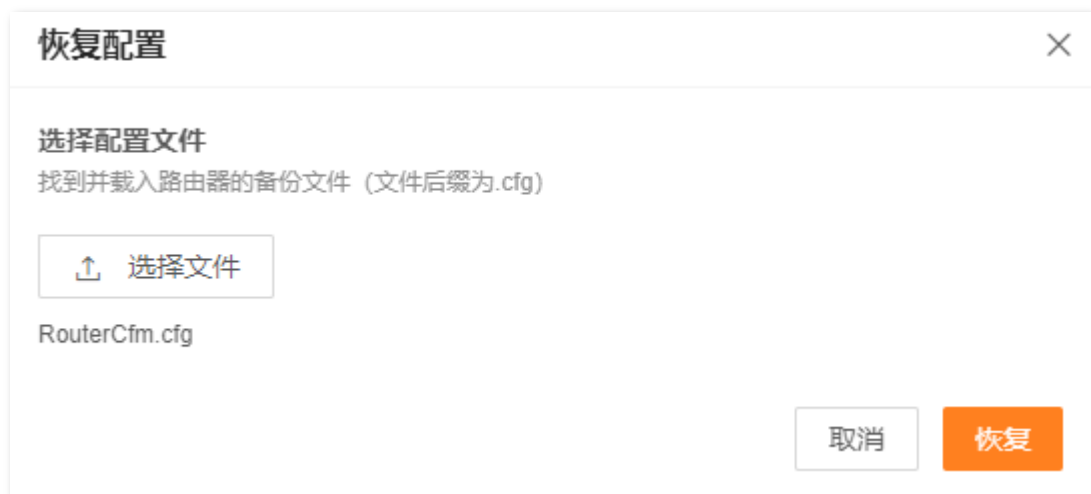 恢复配置
选择配置文件
找到并载入路由器的备份文件（文件后缀为.cfg）
选择文件
RouterCfm.cfg
取消
恢复